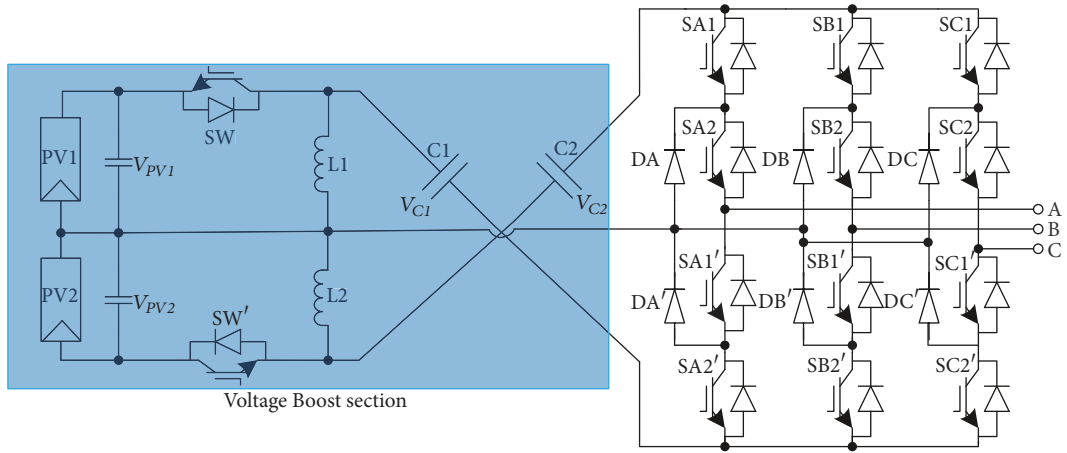 SA1 SB1 SC1
SW
PV1
V_PV1
L1
C1
C2
V_C1
V_C2
DA SA2 DB SB2 DC SC2
A
B
C
PV2
V_PV2
SW′
L2
DA′ SA1′ DB′ SB1′ DC′ SC1′
SA2′ SB2′ SC2′
Voltage Boost section